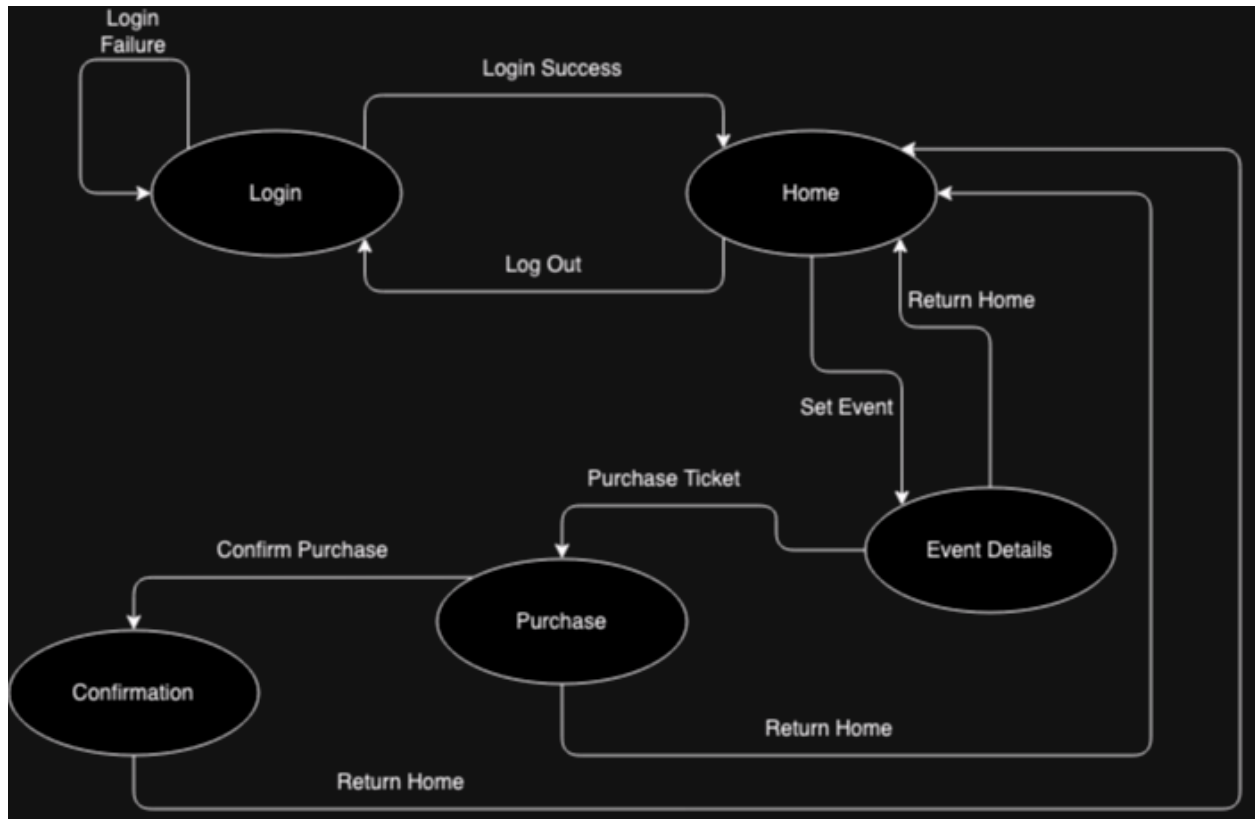 Login
Failure
Login Success
Login
Home
Log Out
Return Home
Set Event
Purchase Ticket
Event Details
Confirm Purchase
Purchase
Confirmation
Return Home
Return Home